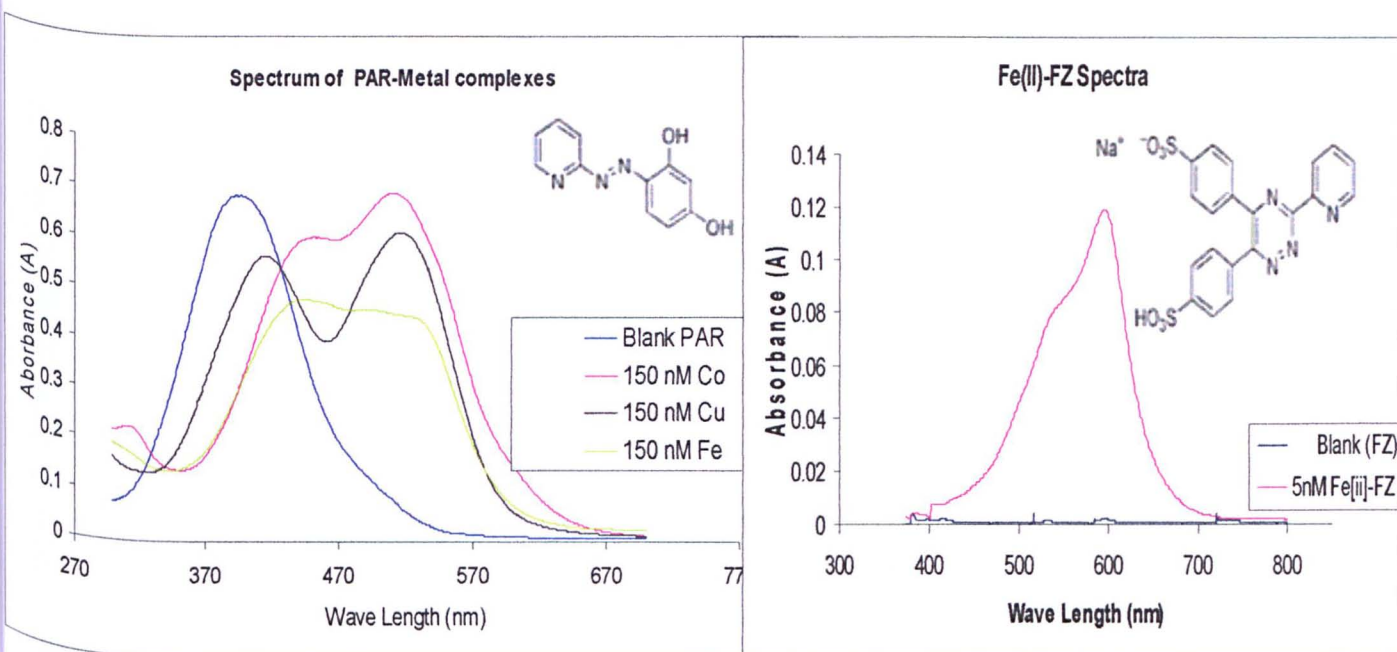 Spectrum of PAR-Metal complexes
Aborbance (A)
0.8
0.7
0.6
0.5
0.4
0.3
0.2
0.1
0
270
370
470
570
670
77
Wave Length (nm)
N
N
N
OH
OH
Blank PAR
150 nM Co
150 nM Cu
150 nM Fe
Fe(II)-FZ Spectra
Absorbance (A)
0.14
0.12
0.1
0.08
0.06
0.04
0.02
0
300
400
500
600
700
800
Wave Length (nm)
Na⁺ ⁻O₃S
N
N
N
N
HO₃S
Blank (FZ)
5nM Fe[ii]-FZ